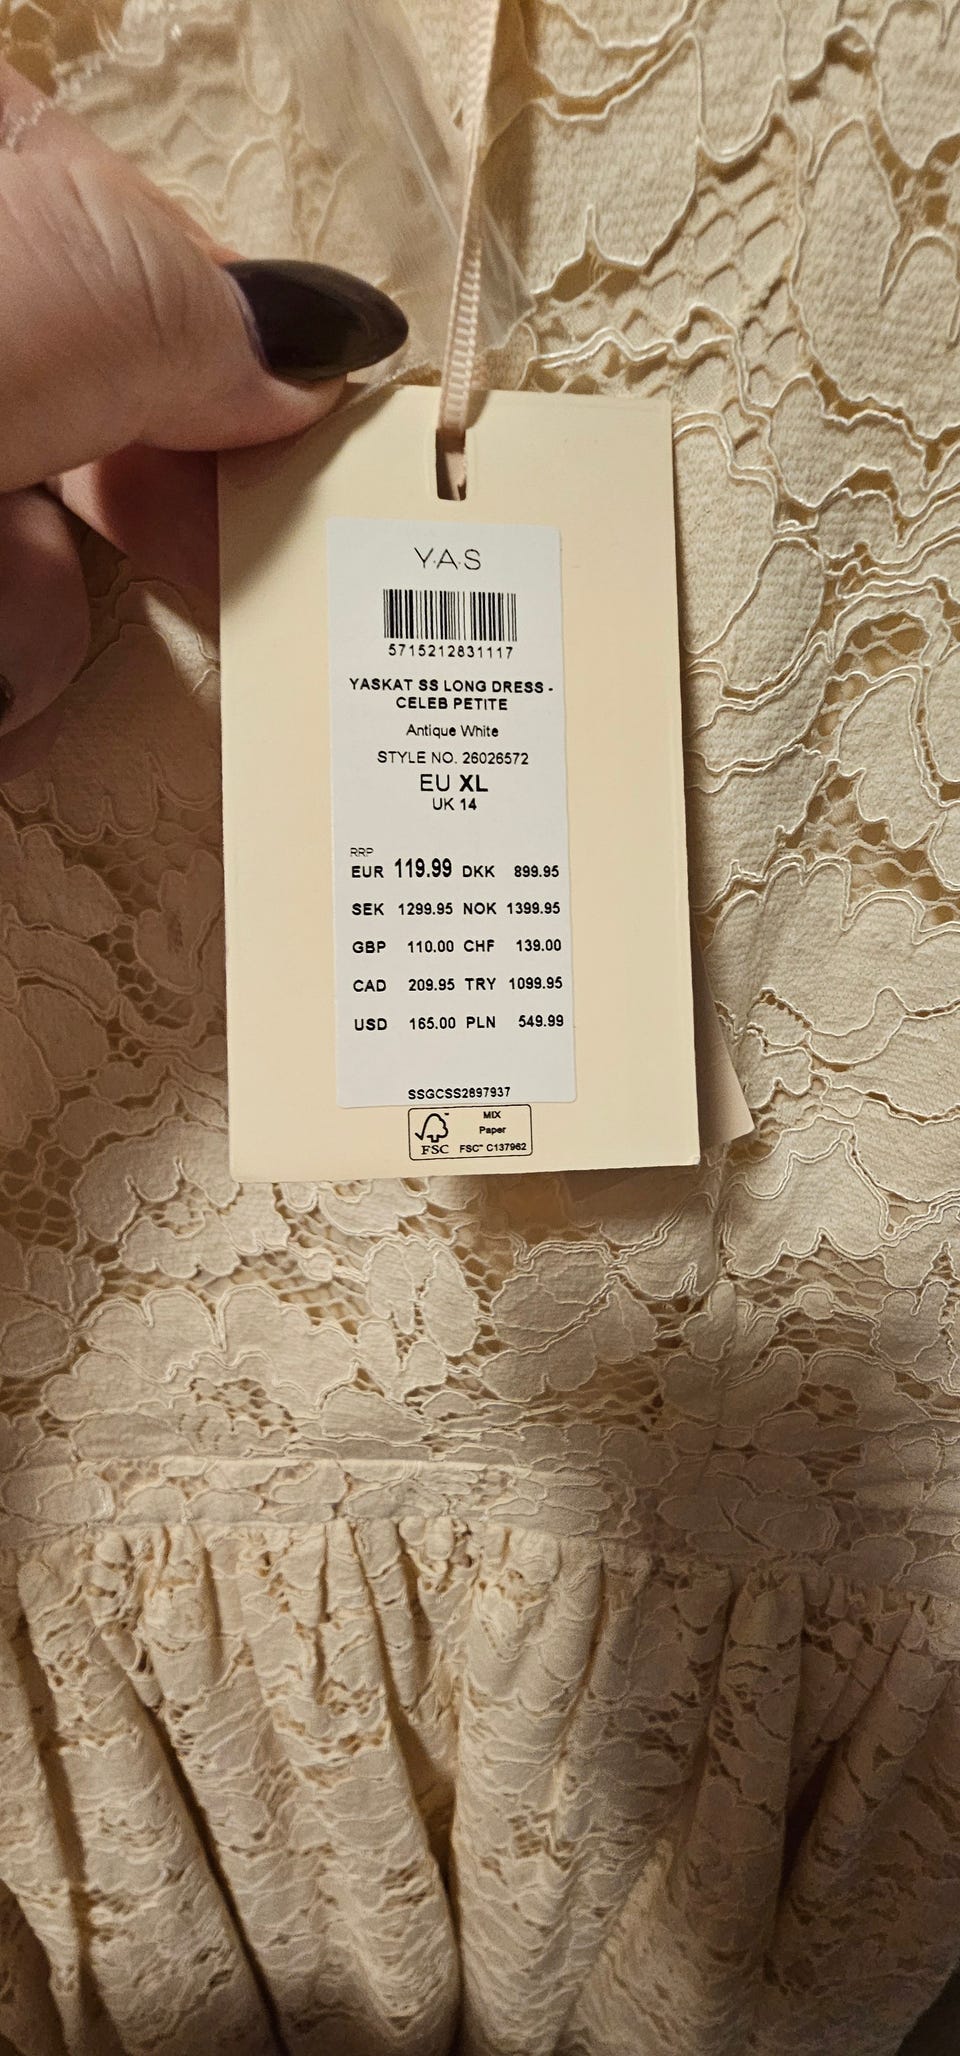 Y.A.S
5715212831117
YASKAT SS LONG DRESS -
CELEB PETITE
Antique White
STYLE NO. 26026572
EU XL
UK 14
RRP
EUR 119.99 DKK 899.95
SEK 1299.95 NOK 1399.95
GBP 110.00 CHF 139.00
CAD 209.95 TRY 1099.95
USD 165.00 PLN 549.99
SSGCSS2897937
MIX
Paper
FSC™ C137962
FSC™